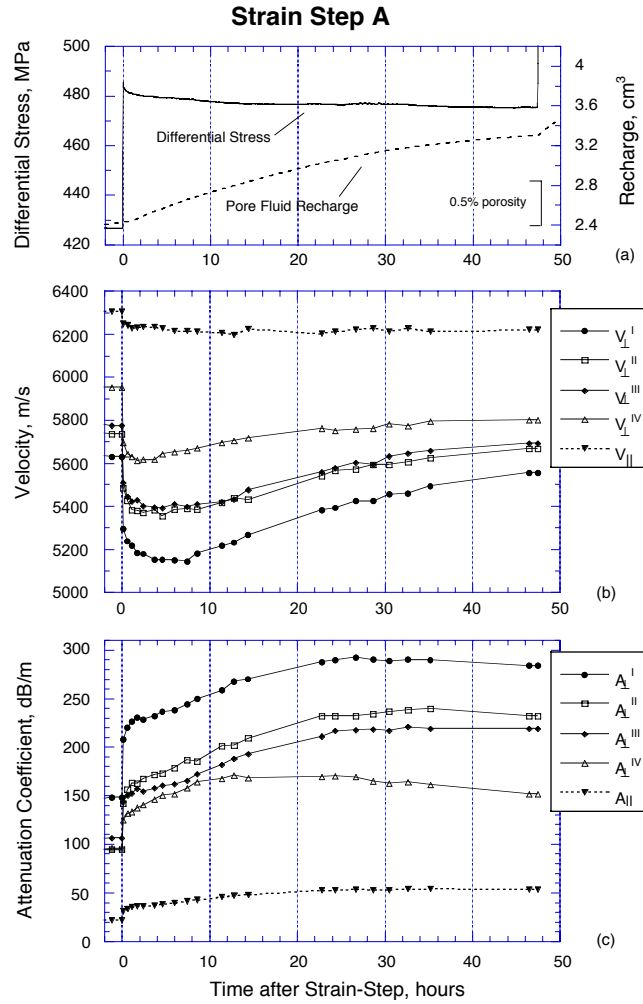 Strain Step A
Differential Stress, MPa
500
480
460
440
420
Differential Stress
Pore Fluid Recharge
0.5% porosity
4
3.6
3.2
2.8
2.4
Recharge, cm³
(a)
0 10 20 30 40 50
Velocity, m/s
6400
6200
6000
5800
5600
5400
5200
5000
V⊥ᴵ
V⊥ᴵᴵ
V⊥ᴵᴵᴵ
V⊥ᴵⱽ
V||
(b)
0 10 20 30 40 50
Attenuation Coefficient, dB/m
300
250
200
150
100
50
0
A⊥ᴵ
A⊥ᴵᴵ
A⊥ᴵᴵᴵ
A⊥ᴵⱽ
A||
(c)
0 10 20 30 40 50
Time after Strain-Step, hours